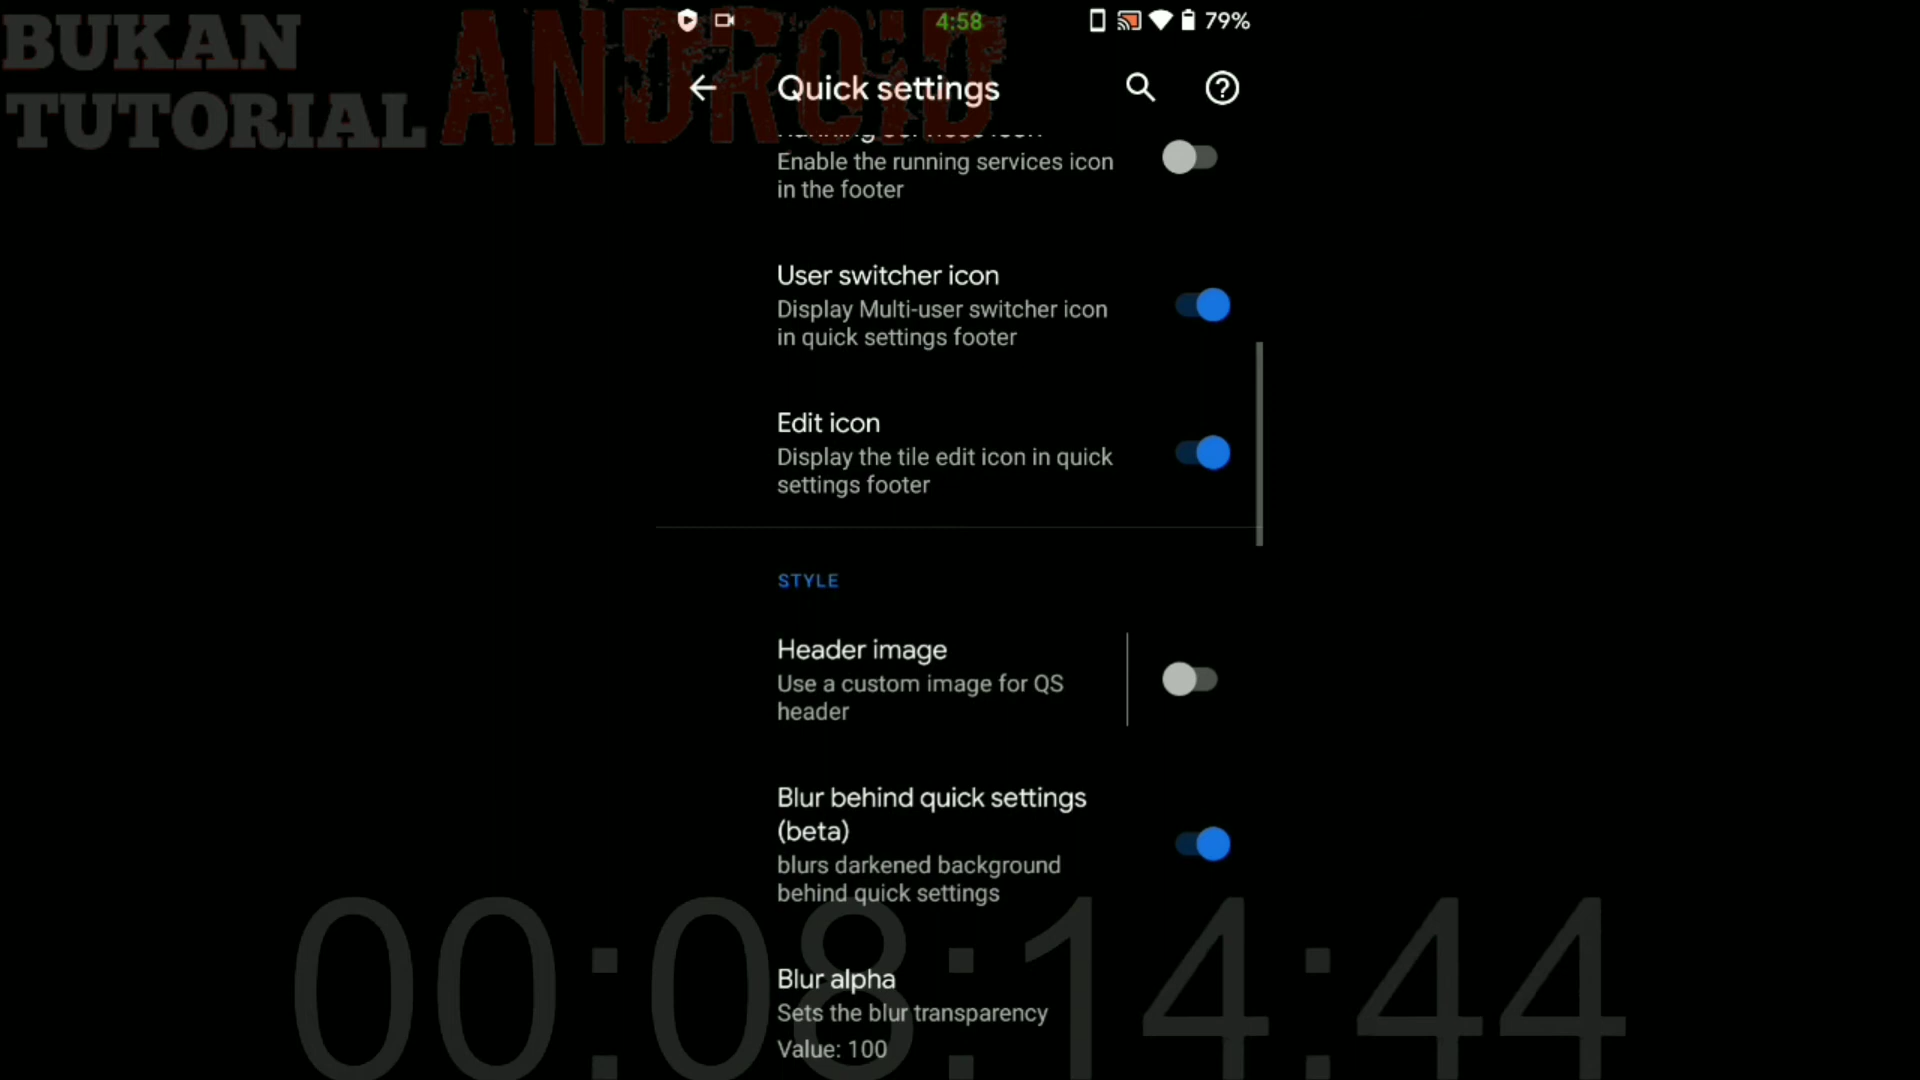 BUKAN
TUTORIAL
ANDROID
4:58
79%
Quick settings
Running services icon
Enable the running services icon
in the footer
User switcher icon
Display Multi-user switcher icon
in quick settings footer
Edit icon
Display the tile edit icon in quick
settings footer
STYLE
Header image
Use a custom image for QS
header
Blur behind quick settings
(beta)
blurs darkened background
behind quick settings
Blur alpha
Sets the blur transparency
Value: 100
00:08:14:44